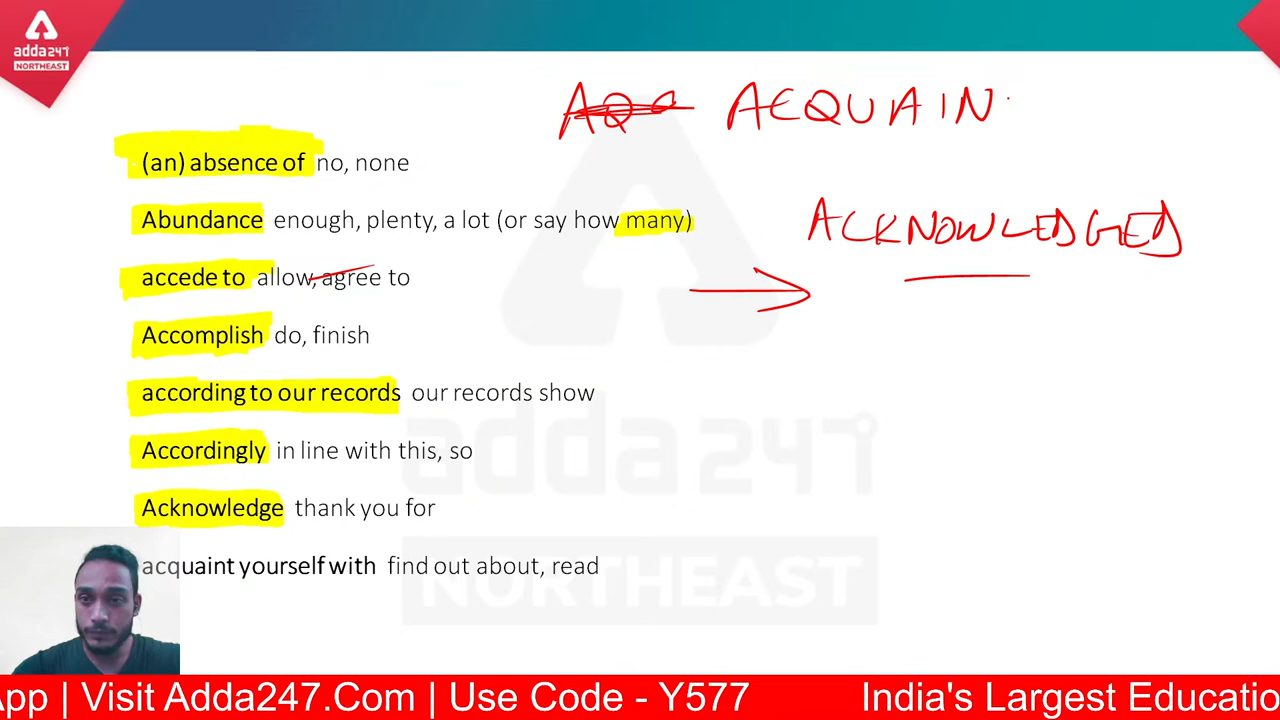 adda247
NORTHEAST
ACQUAIN
(an) absence of no, none
Abundance enough, plenty, a lot (or say how many)
ACKNOWLEDGED
accede to allow, agree to
Accomplish do, finish
according to our records our records show
adda247
Accordingly in line with this, so
Acknowledge thank you for
acquaint yourself with find out about, read
NORTHEAST
App | Visit Adda247.Com | Use Code - Y577 India's Largest Educatio